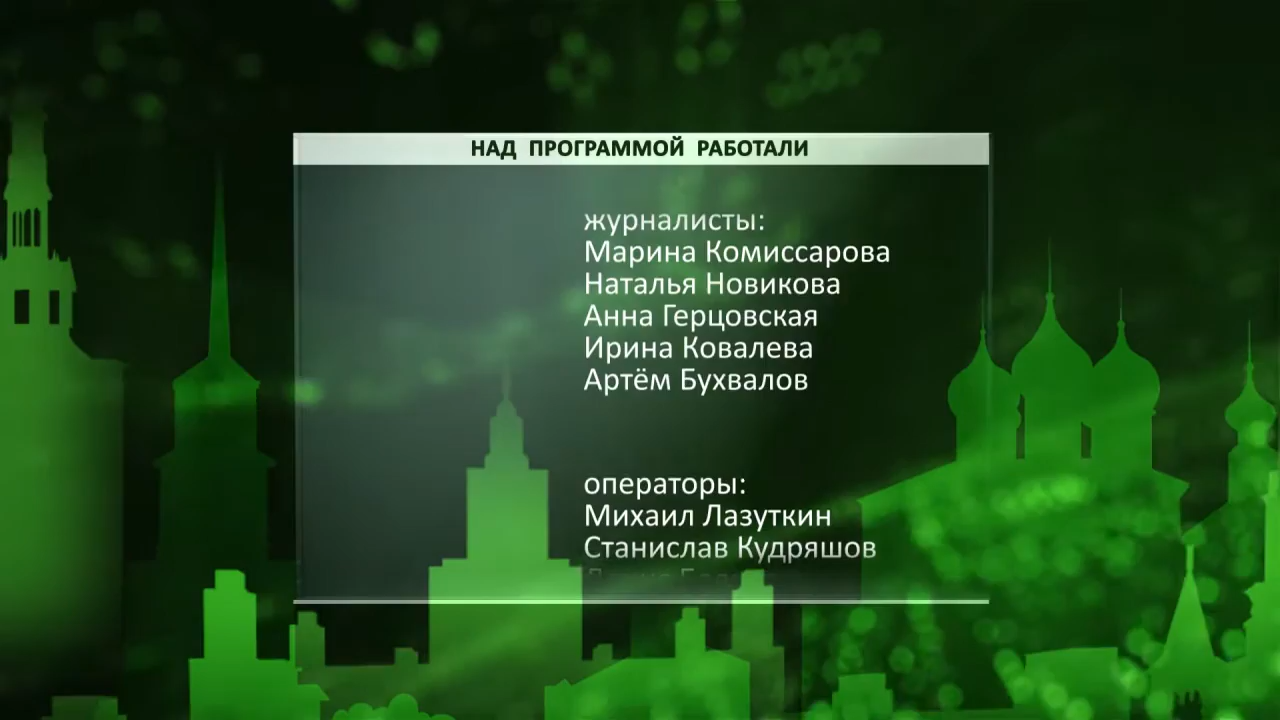 НАД ПРОГРАММОЙ РАБОТАЛИ
журналисты:
Марина Комиссарова
Наталья Новикова
Анна Герцовская
Ирина Ковалева
Артём Бухвалов
операторы:
Михаил Лазуткин
Станислав Кудряшов